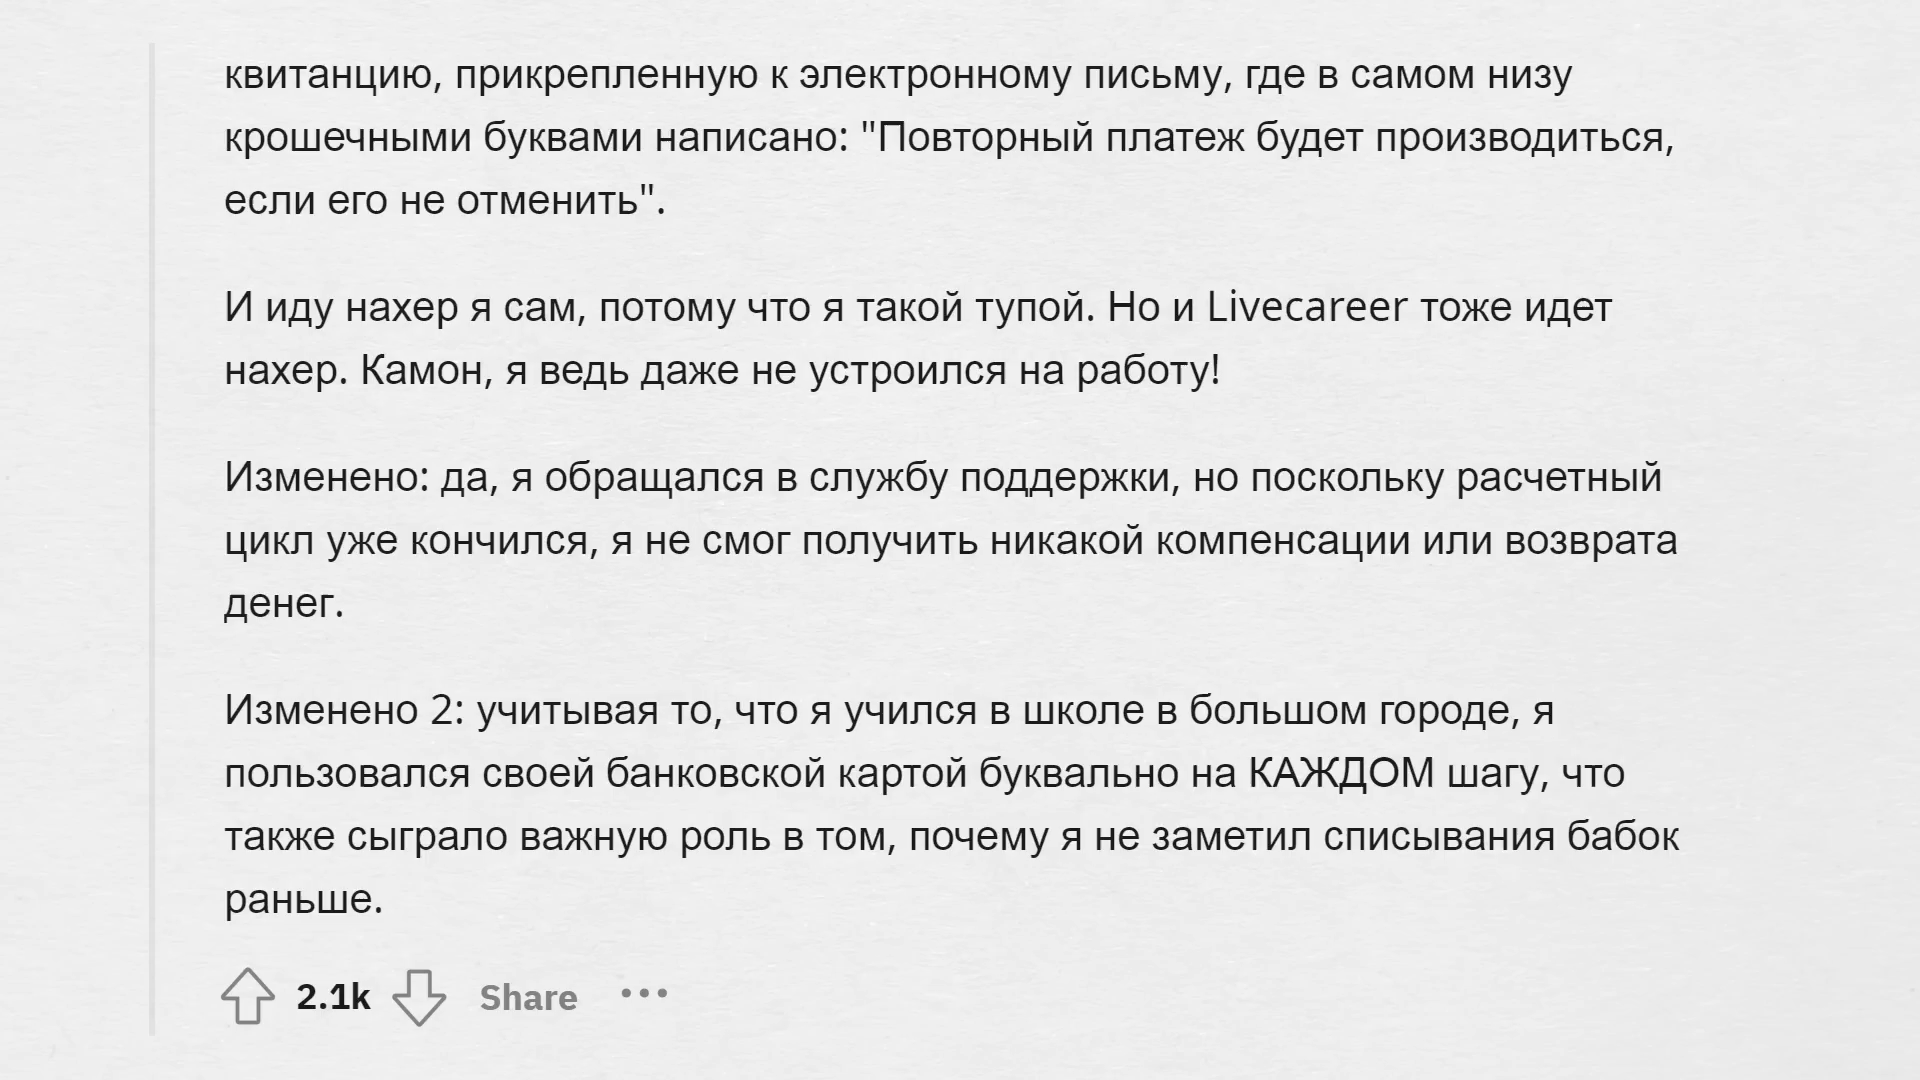 квитанцию, прикрепленную к электронному письму, где в самом низу
крошечными буквами написано: "Повторный платеж будет производиться,
если его не отменить".
И иду нахер я сам, потому что я такой тупой. Но и Livecareer тоже идет
нахер. Камон, я ведь даже не устроился на работу!
Изменено: да, я обращался в службу поддержки, но поскольку расчетный
цикл уже кончился, я не смог получить никакой компенсации или возврата
денег.
Изменено 2: учитывая то, что я учился в школе в большом городе, я
пользовался своей банковской картой буквально на КАЖДОМ шагу, что
также сыграло важную роль в том, почему я не заметил списывания бабок
раньше.
2.1k Share ...